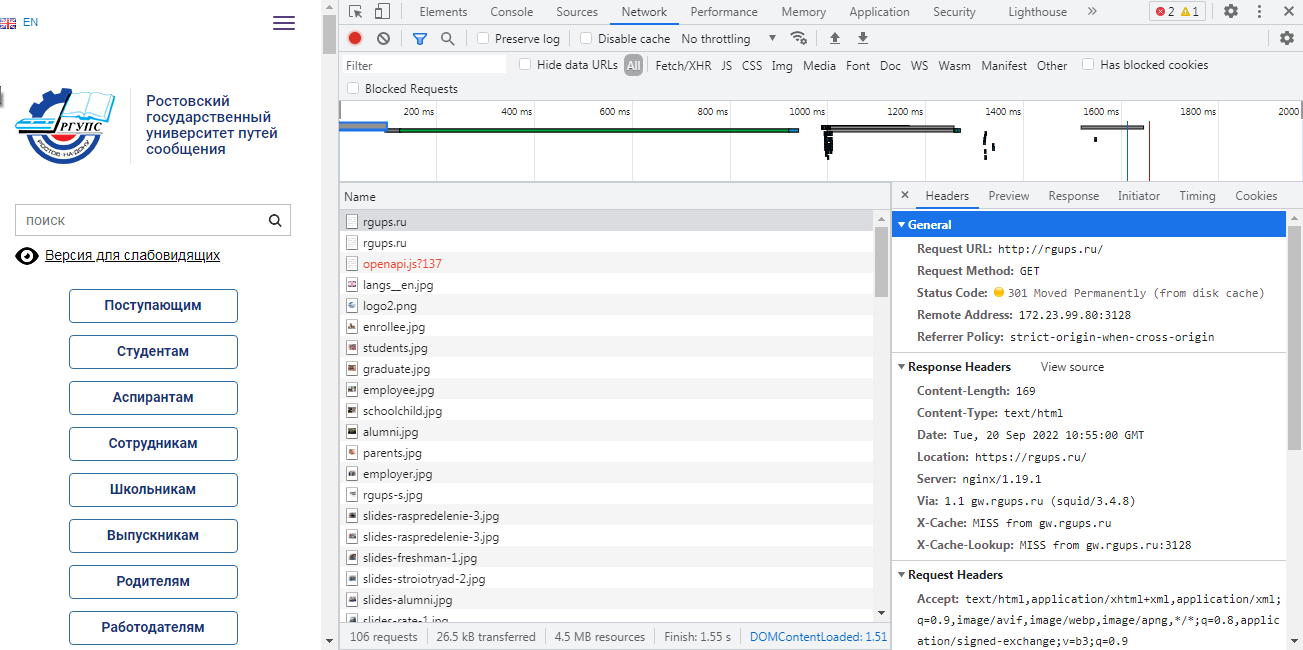 EN
РГУПС
РОСТОВ-НА-ДОНУ
Ростовский
государственный
университет путей
сообщения
поиск
Версия для слабовидящих
Поступающим
Студентам
Аспирантам
Сотрудникам
Школьникам
Выпускникам
Родителям
Работодателям
Elements Console Sources Network Performance Memory Application Security Lighthouse » 2 1
Preserve log Disable cache No throttling
Filter Hide data URLs All Fetch/XHR JS CSS Img Media Font Doc WS Wasm Manifest Other Has blocked cookies
Blocked Requests
200 ms 400 ms 600 ms 800 ms 1000 ms 1200 ms 1400 ms 1600 ms 1800 ms 2000
Name
rgups.ru
rgups.ru
openapi.js?137
langs__en.jpg
logo2.png
enrollee.jpg
students.jpg
graduate.jpg
employee.jpg
schoolchild.jpg
alumni.jpg
parents.jpg
employer.jpg
rgups-s.jpg
slides-raspredelenie-3.jpg
slides-raspredelenie-3.jpg
slides-freshman-1.jpg
slides-stroiotryad-2.jpg
slides-alumni.jpg
slides-rate-1.jpg
106 requests 26.5 kB transferred 4.5 MB resources Finish: 1.55 s DOMContentLoaded: 1.51
Headers Preview Response Initiator Timing Cookies
General
Request URL: http://rgups.ru/
Request Method: GET
Status Code: 301 Moved Permanently (from disk cache)
Remote Address: 172.23.99.80:3128
Referrer Policy: strict-origin-when-cross-origin
Response Headers View source
Content-Length: 169
Content-Type: text/html
Date: Tue, 20 Sep 2022 10:55:00 GMT
Location: https://rgups.ru/
Server: nginx/1.19.1
Via: 1.1 gw.rgups.ru (squid/3.4.8)
X-Cache: MISS from gw.rgups.ru
X-Cache-Lookup: MISS from gw.rgups.ru:3128
Request Headers
Accept: text/html,application/xhtml+xml,application/xml;
q=0.9,image/avif,image/webp,image/apng,*/*;q=0.8,applic
ation/signed-exchange;v=b3;q=0.9